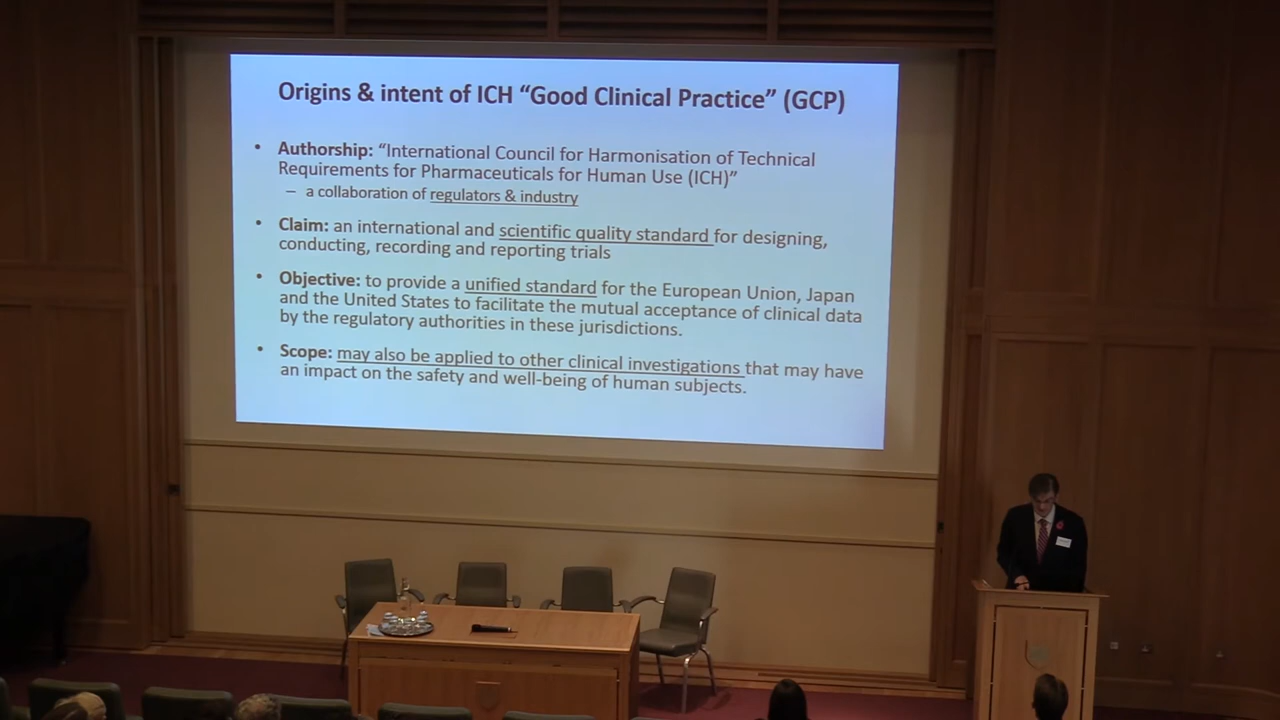 Origins & intent of ICH “Good Clinical Practice” (GCP)
• Authorship: “International Council for Harmonisation of Technical
Requirements for Pharmaceuticals for Human Use (ICH)”
– a collaboration of regulators & industry
• Claim: an international and scientific quality standard for designing,
conducting, recording and reporting trials
• Objective: to provide a unified standard for the European Union, Japan
and the United States to facilitate the mutual acceptance of clinical data
by the regulatory authorities in these jurisdictions.
• Scope: may also be applied to other clinical investigations that may have
an impact on the safety and well-being of human subjects.